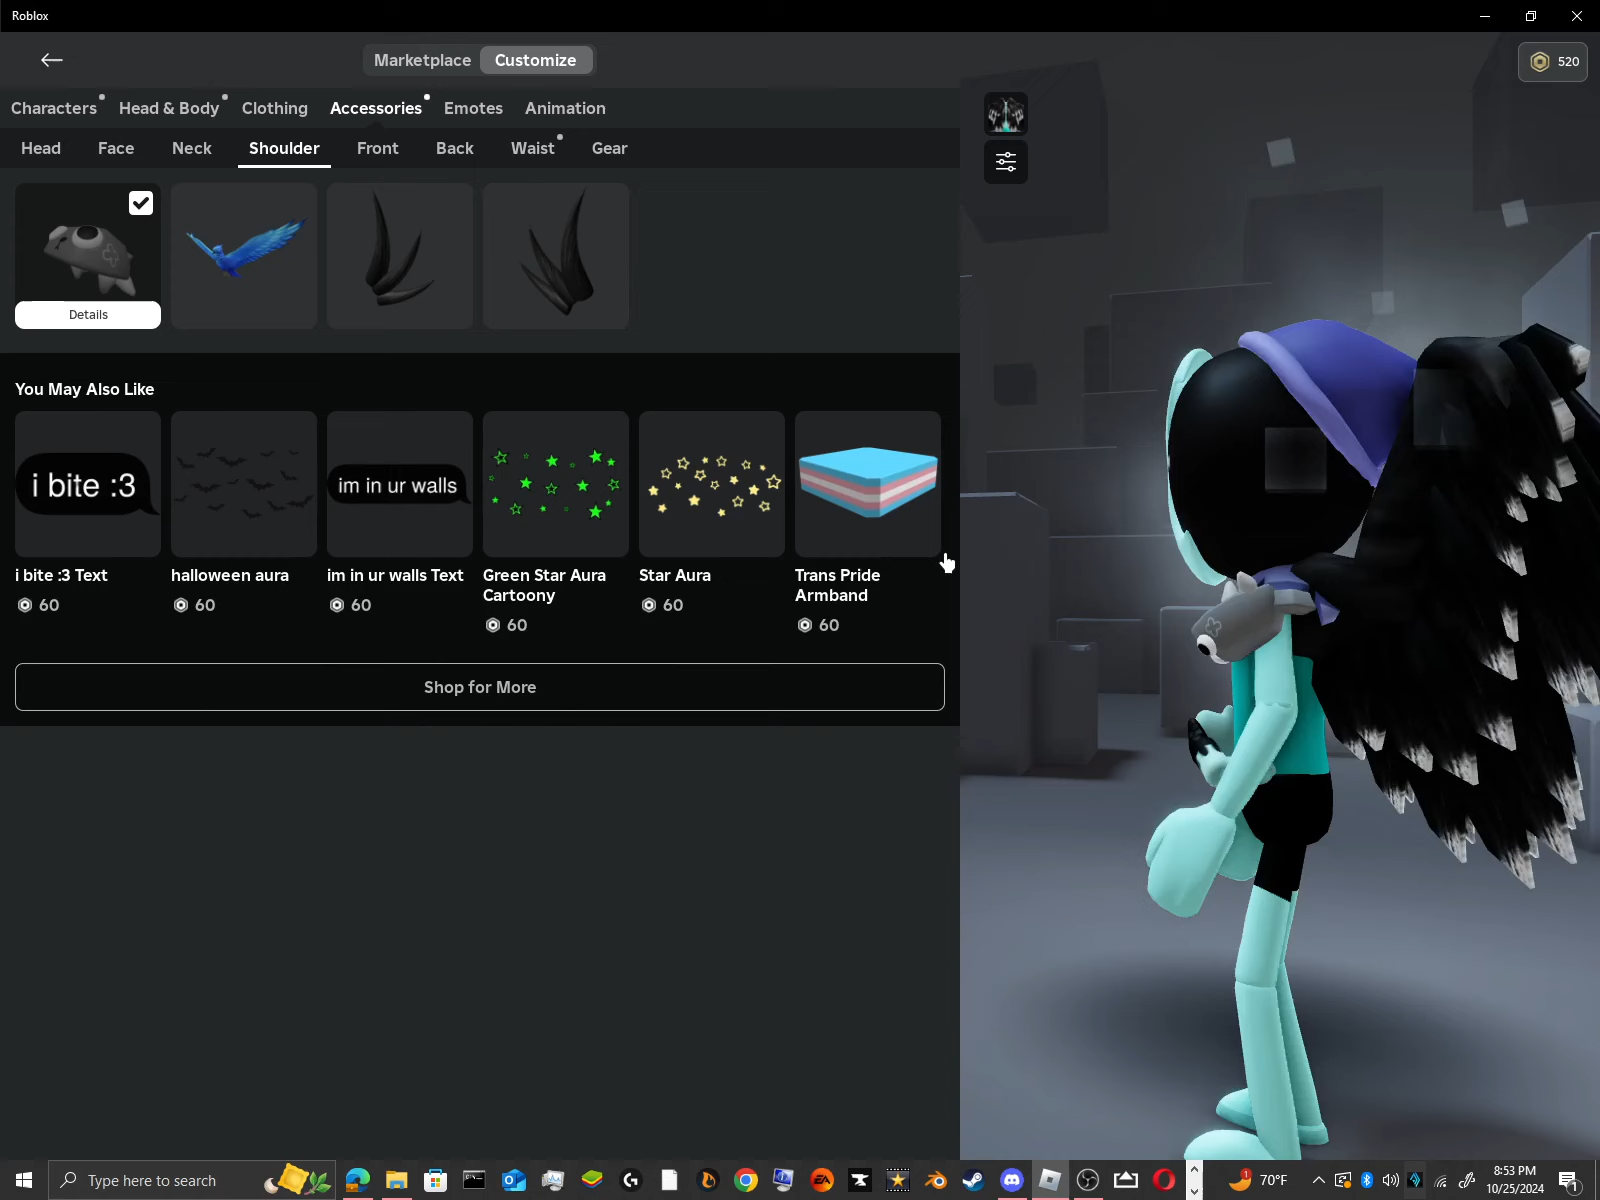 Roblox
Marketplace Customize
520
Characters Head & Body Clothing Accessories Emotes Animation
Head Face Neck Shoulder Front Back Waist Gear
Details
You May Also Like
i bite :3
im in ur walls
i bite :3 Text
60
halloween aura
60
im in ur walls Text
60
Green Star Aura
Cartoony
60
Star Aura
60
Trans Pride
Armband
60
Shop for More
Type here to search
EA
70°F
8:53 PM
10/25/2024
1